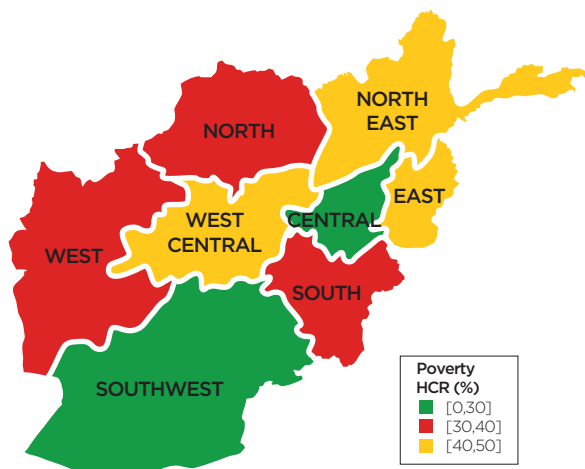 NORTH
EAST
NORTH
EAST
WEST
CENTRAL
CENTRAL
WEST
SOUTH
SOUTHWEST
Poverty
HCR (%)
[0,30]
[30,40]
[40,50]